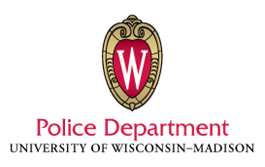 W
Police Department
UNIVERSITY OF WISCONSIN–MADISON